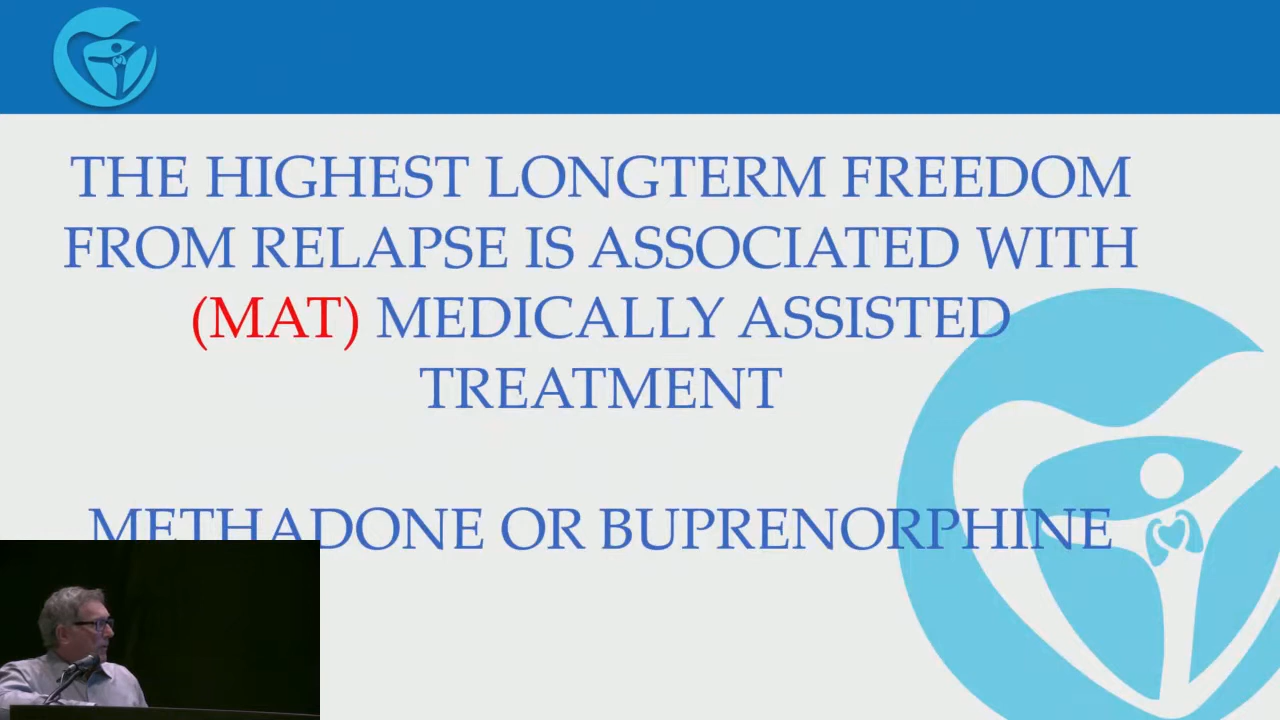 THE HIGHEST LONGTERM FREEDOM
FROM RELAPSE IS ASSOCIATED WITH
(MAT) MEDICALLY ASSISTED
TREATMENT
METHADONE OR BUPRENORPHINE